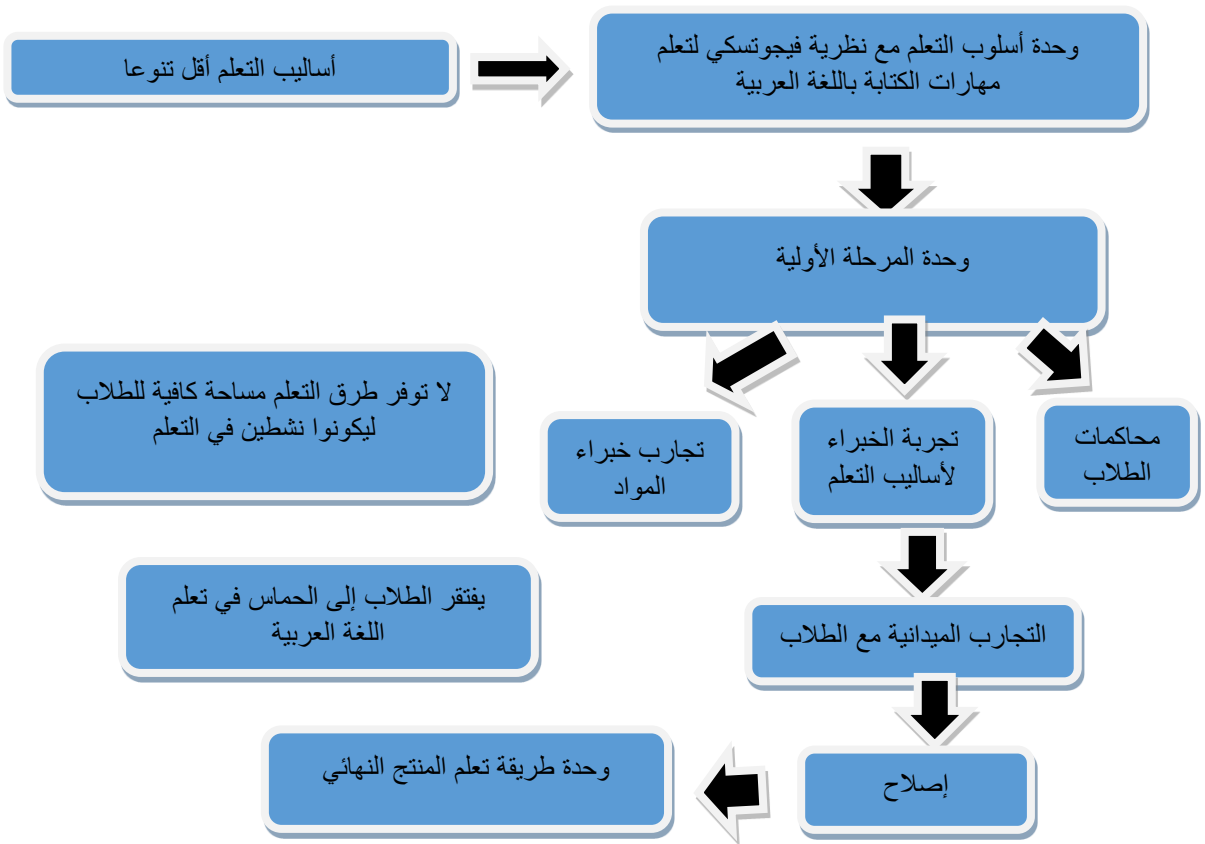 وحدة أسلوب التعلم مع نظرية فيجوتسكي لتعلم
مهارات الكتابة باللغة العربية
أساليب التعلم أقل تنوعا
وحدة المرحلة الأولية
محاكمات
الطلاب
تجربة الخبراء
لأساليب التعلم
تجارب خبراء
المواد
لا توفر طرق التعلم مساحة كافية للطلاب
ليكونوا نشطين في التعلم
يفتقر الطلاب إلى الحماس في تعلم
اللغة العربية
التجارب الميدانية مع الطلاب
إصلاح
وحدة طريقة تعلم المنتج النهائي